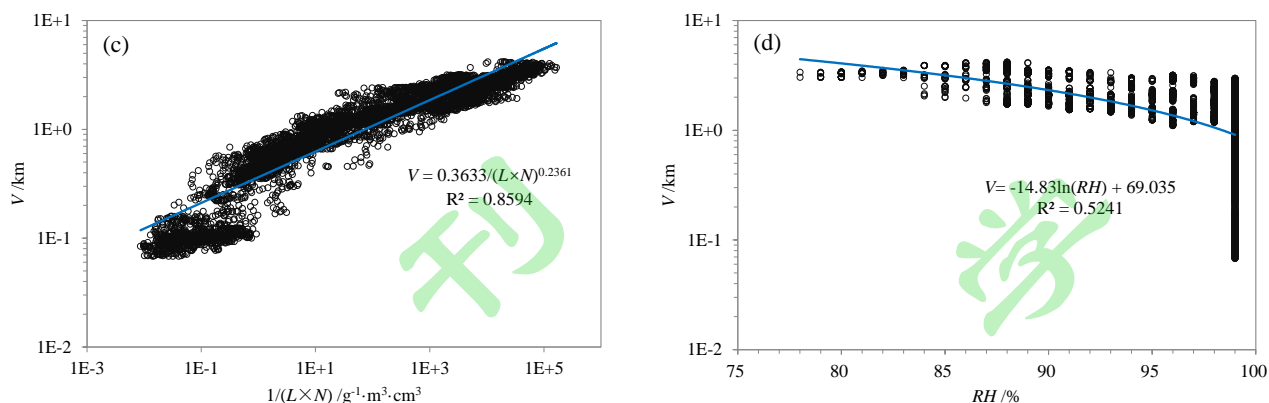 (c)
1E+1
1E+0
1E-1
1E-2
V /km
V = 0.3633/(L×N)^0.2361
R² = 0.8594
刊
1E-3 1E-1 1E+1 1E+3 1E+5
1/(L×N) /g⁻¹·m³·cm³
(d)
1E+1
1E+0
1E-1
1E-2
V /km
V= -14.83ln(RH) + 69.035
R² = 0.5241
学
75 80 85 90 95 100
RH /%